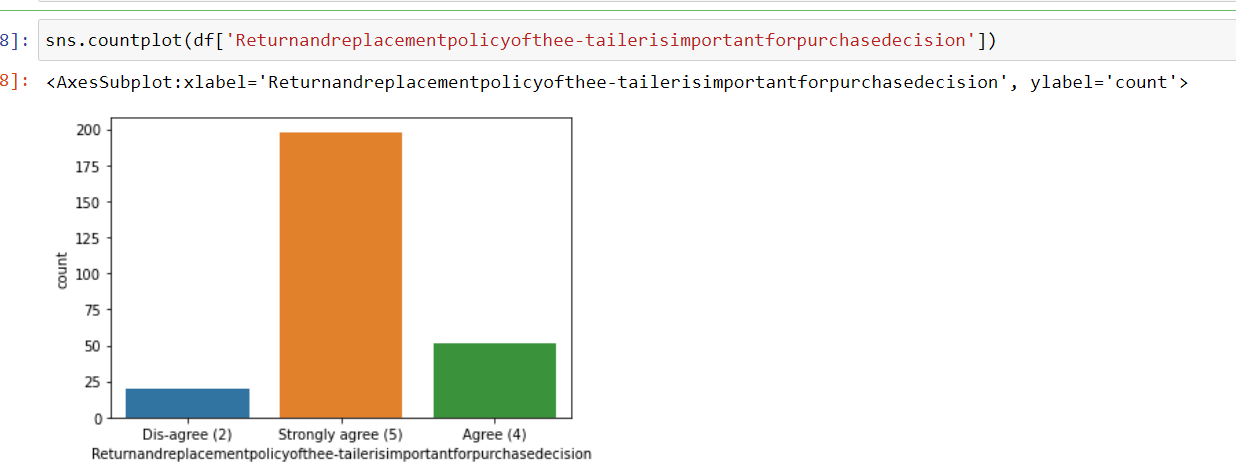 8]: sns.countplot(df['Returnandreplacementpolicyofthee-tailerisimportantforpurchasedecision'])
8]: <AxesSubplot:xlabel='Returnandreplacementpolicyofthee-tailerisimportantforpurchasedecision', ylabel='count'>
200
175
150
125
100
75
50
25
0
count
Dis-agree (2) Strongly agree (5) Agree (4)
Returnandreplacementpolicyofthee-tailerisimportantforpurchasedecision